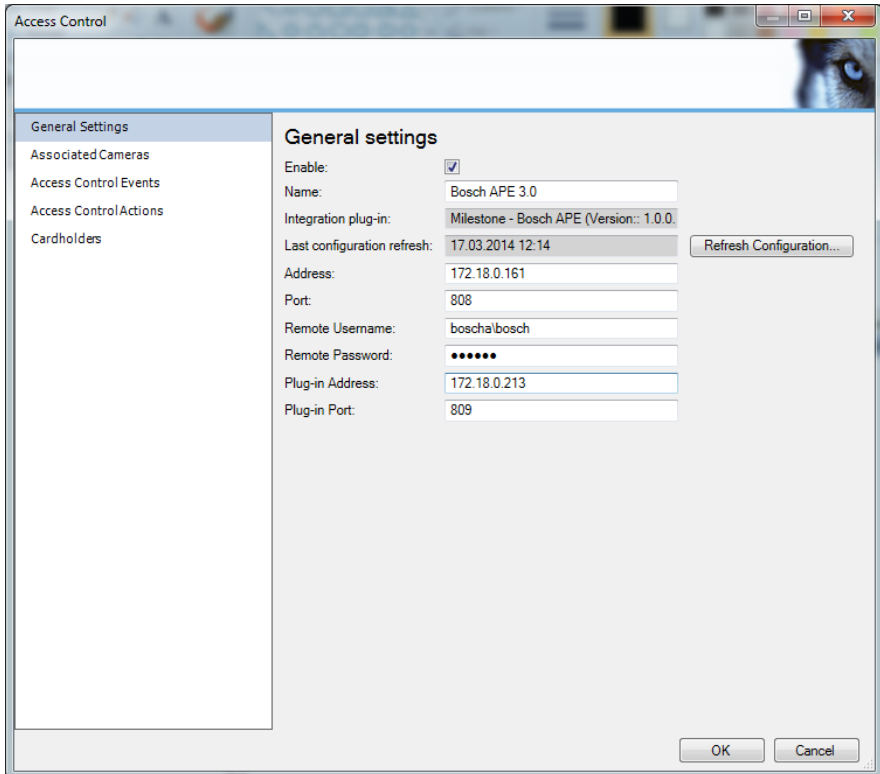 Access Control
General Settings
Associated Cameras
Access Control Events
Access Control Actions
Cardholders
General settings
Enable:
Name: Bosch APE 3.0
Integration plug-in: Milestone - Bosch APE (Version:: 1.0.0.
Last configuration refresh: 17.03.2014 12:14 Refresh Configuration...
Address: 172.18.0.161
Port: 808
Remote Username: boscha\bosch
Remote Password: ●●●●●●
Plug-in Address: 172.18.0.213
Plug-in Port: 809
OK Cancel